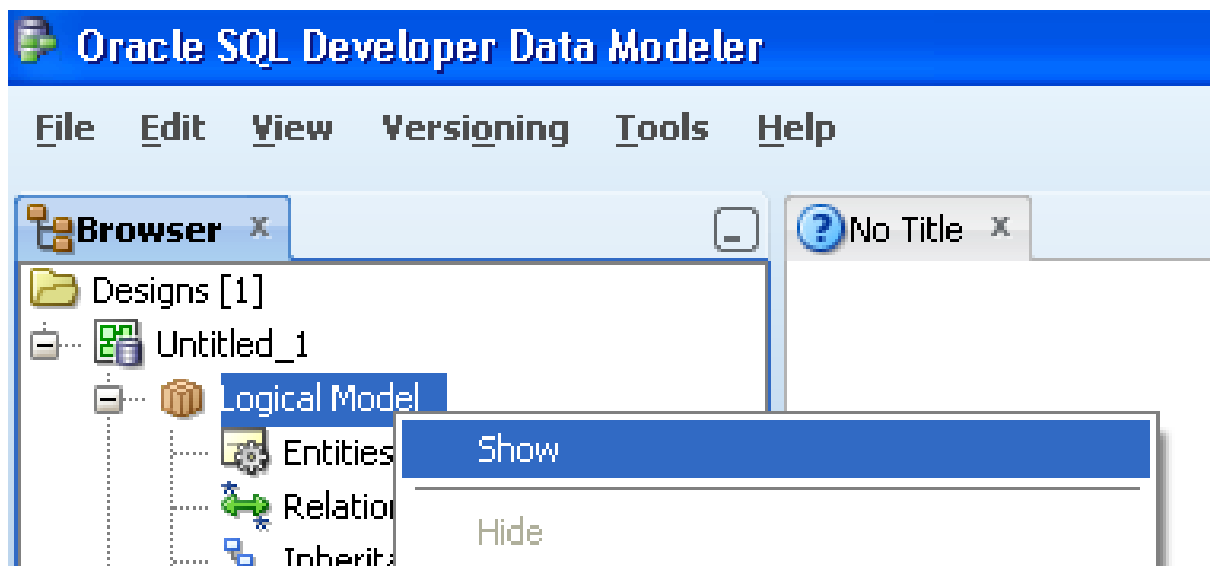 Oracle SQL Developer Data Modeler
File Edit View Versioning Tools Help
Browser x
No Title x
Designs [1]
Untitled_1
Logical Model
Entities
Show
Hide